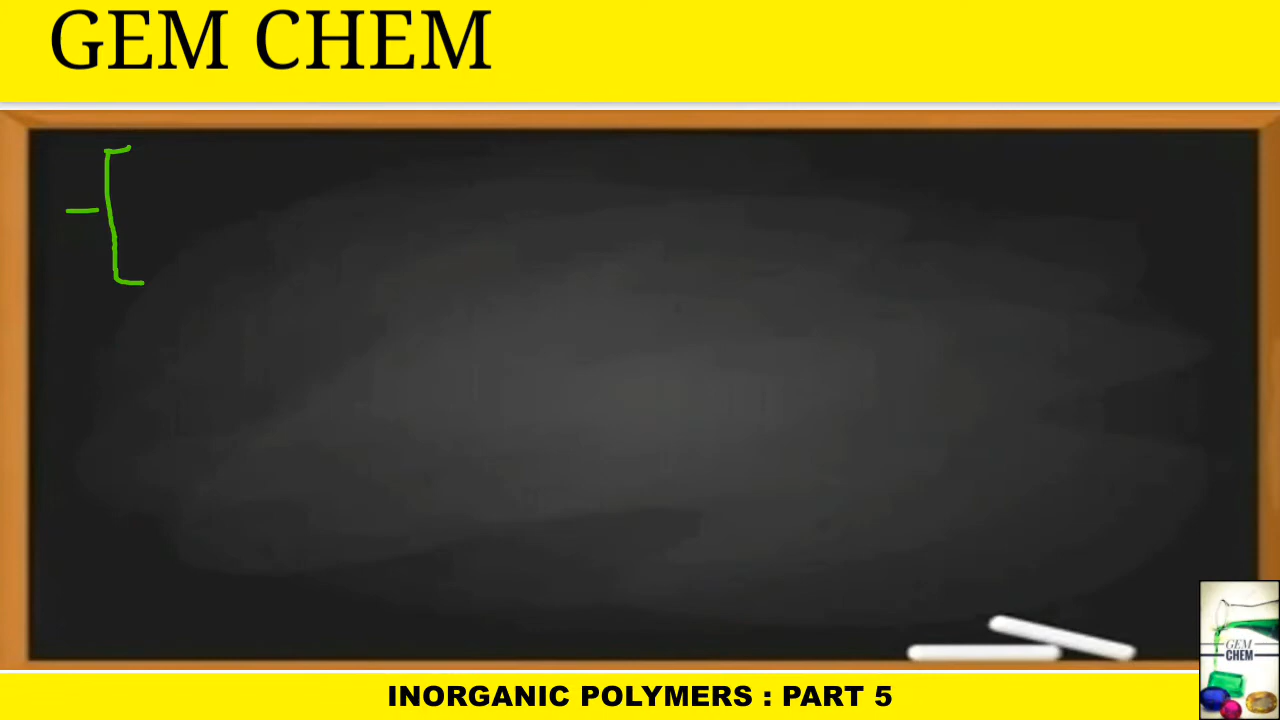 GEM CHEM
–[
GEM
CHEM
INORGANIC POLYMERS : PART 5